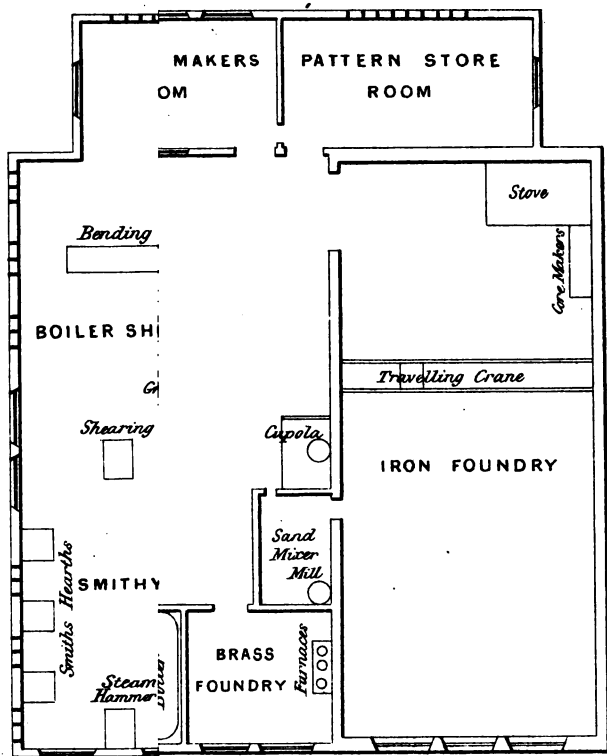 MAKERS
OM
PATTERN STORE
ROOM
Stove
Core Makers
Bending
BOILER SH
Travelling Crane
Shearing
Cupola
IRON FOUNDRY
Sand
Mixer
Mill
Smiths Hearths
SMITHY
BRASS
FOUNDRY
Furnaces
Steam
Hammer